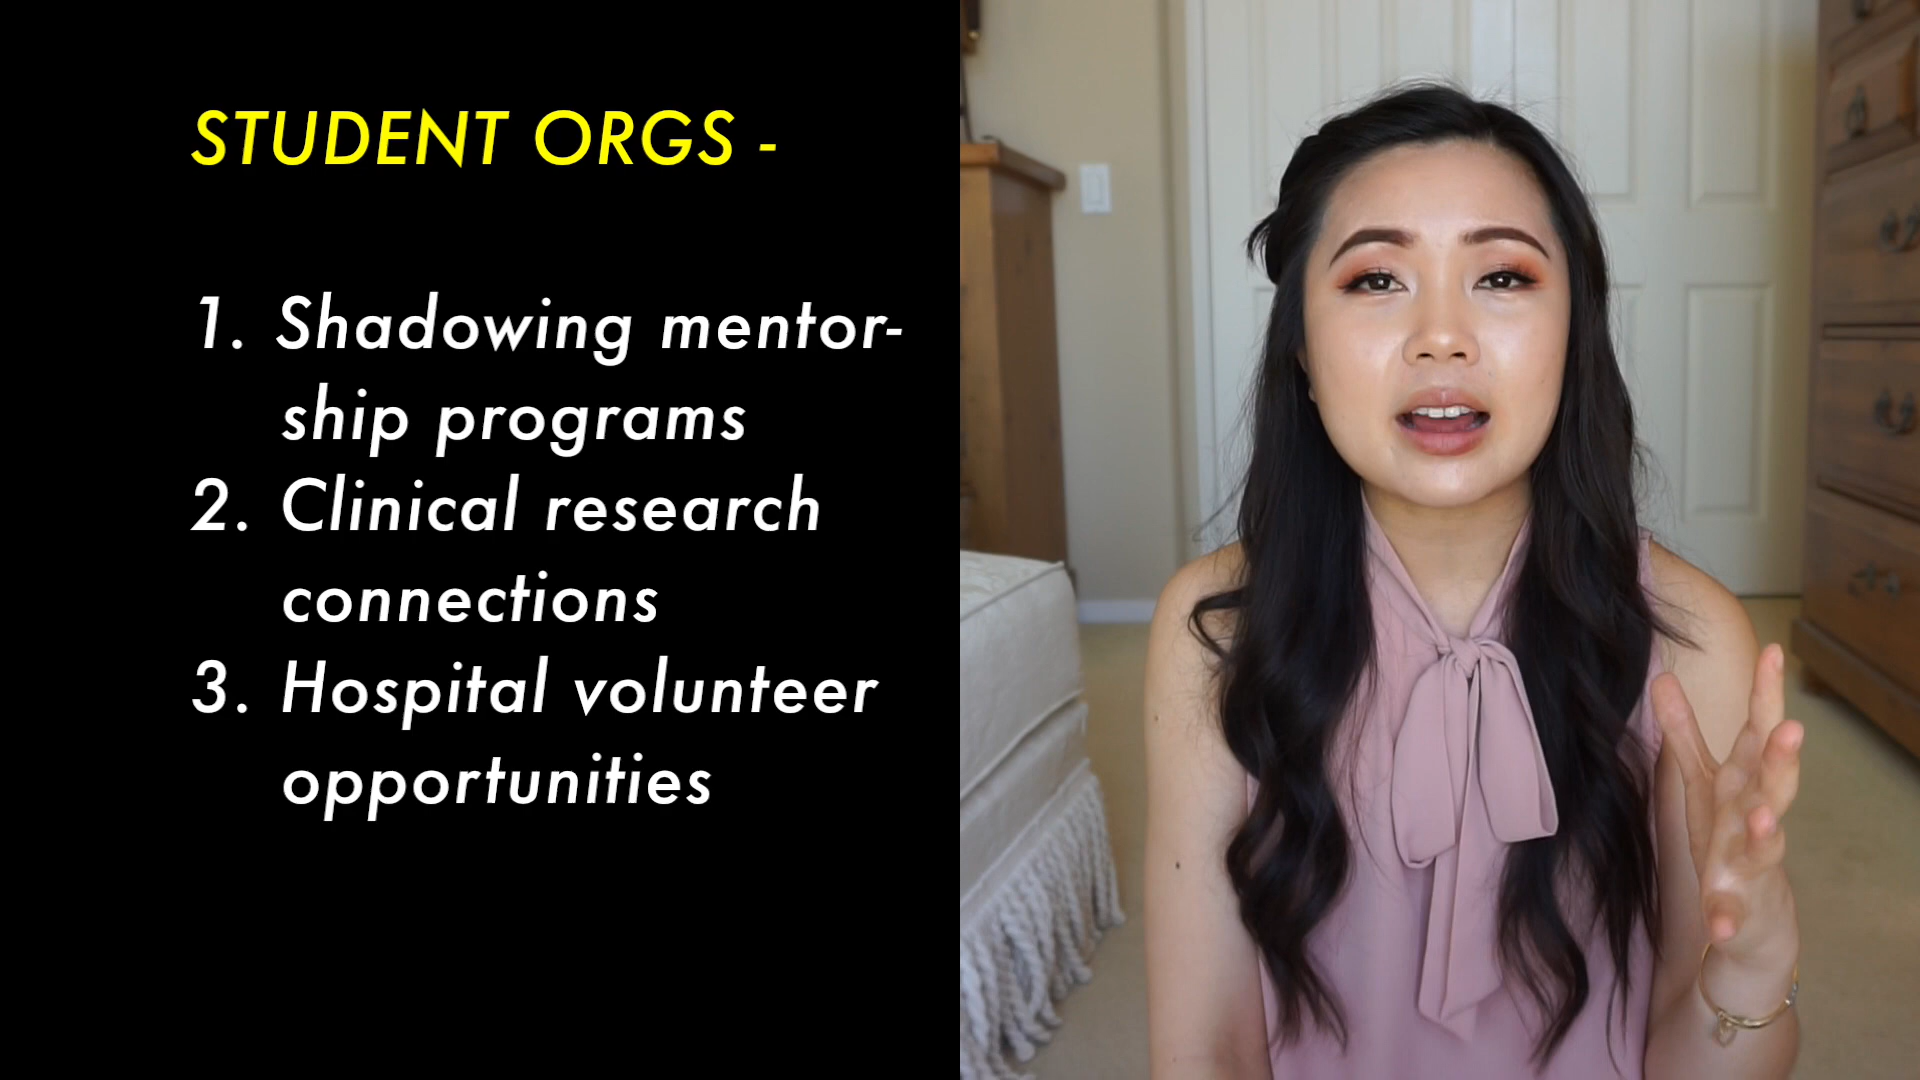 STUDENT ORGS -
1. Shadowing mentor-
ship programs
2. Clinical research
connections
3. Hospital volunteer
opportunities